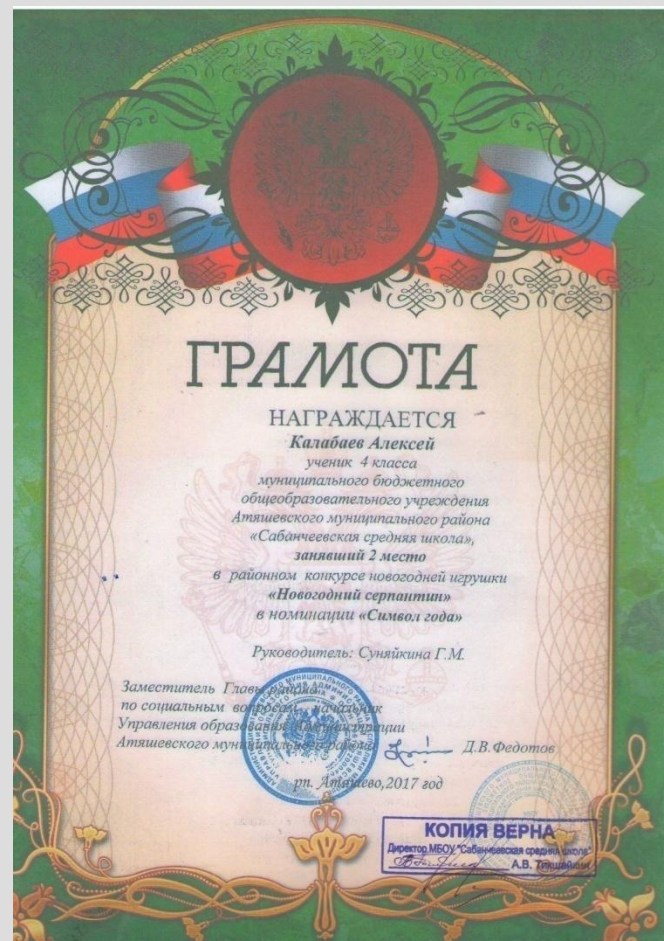 ГРАМОТА
НАГРАЖДАЕТСЯ
Калабаев Алексей
ученик 4 класса
муниципального бюджетного
общеобразовательного учреждения
Атяшевского муниципального района
«Сабанчеевская средняя школа»,
занявший 2 место
в районном конкурсе новогодней игрушки
«Новогодний серпантин»
в номинации «Символ года»
Руководитель: Суняйкина Г.М.
Заместитель Главы района
по социальным вопросам, начальник
Управления образования Администрации
Атяшевского муниципального района Д.В.Федотов
рп. Атяшево,2017 год
КОПИЯ ВЕРНА
Директор МБОУ "Сабанчеевская средняя школа"
А.В.